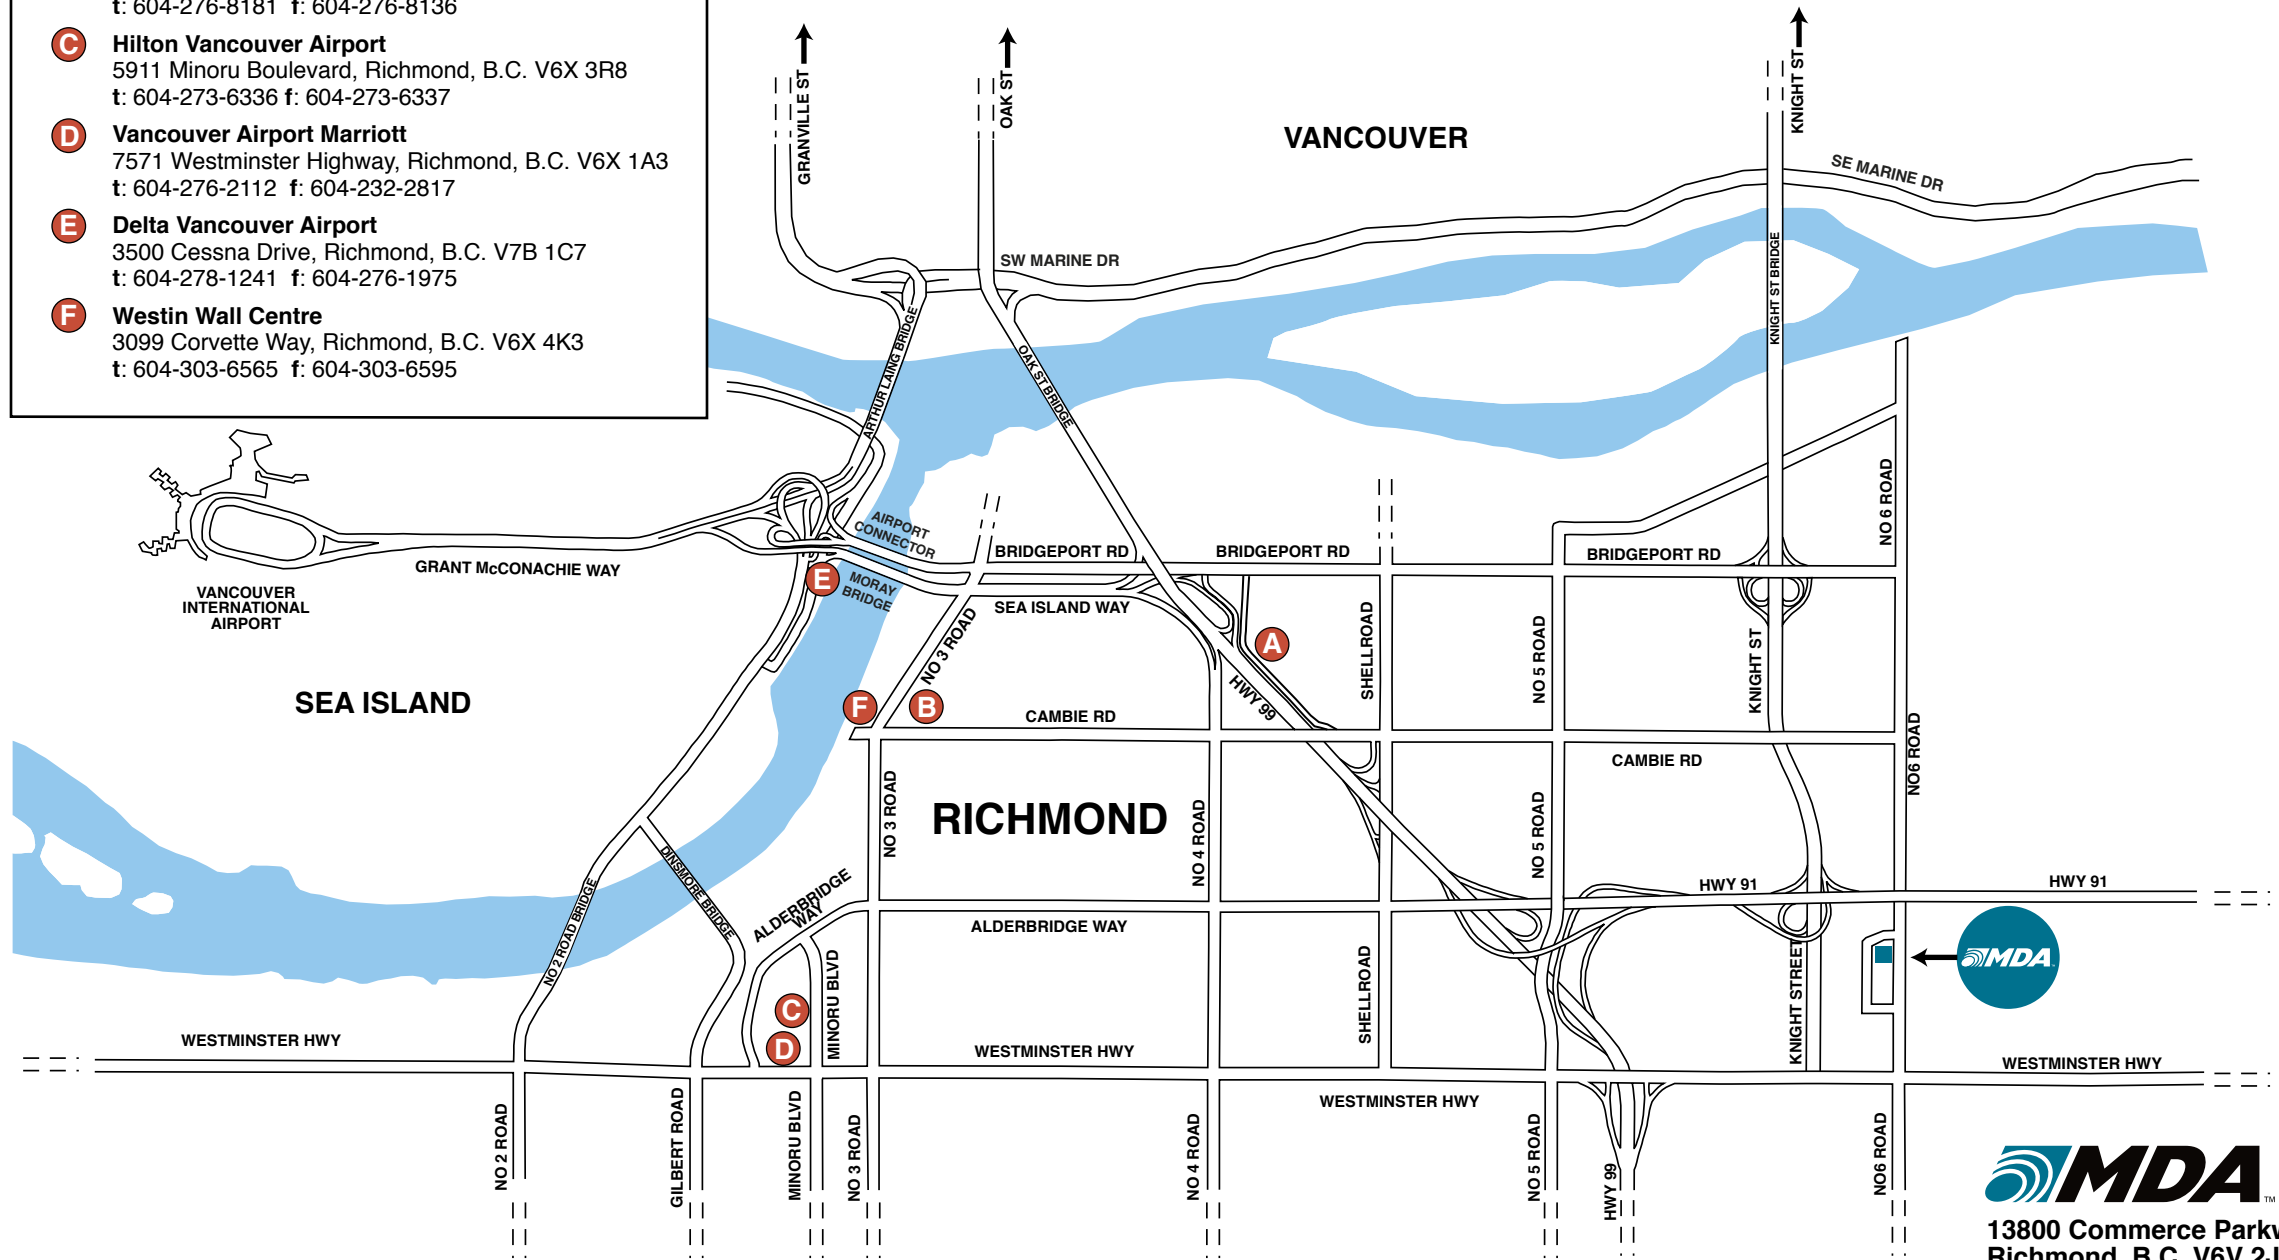 t: 604-276-8181 f: 604-276-8136
C Hilton Vancouver Airport
5911 Minoru Boulevard, Richmond, B.C. V6X 3R8
t: 604-273-6336 f: 604-273-6337
D Vancouver Airport Marriott
7571 Westminster Highway, Richmond, B.C. V6X 1A3
t: 604-276-2112 f: 604-232-2817
E Delta Vancouver Airport
3500 Cessna Drive, Richmond, B.C. V7B 1C7
t: 604-278-1241 f: 604-276-1975
F Westin Wall Centre
3099 Corvette Way, Richmond, B.C. V6X 4K3
t: 604-303-6565 f: 604-303-6595
GRANVILLE ST
OAK ST
KNIGHT ST
VANCOUVER
SE MARINE DR
SW MARINE DR
KNIGHT ST BRIDGE
ARTHUR LAING BRIDGE
OAK ST BRIDGE
NO 6 ROAD
AIRPORT
CONNECTOR
BRIDGEPORT RD
BRIDGEPORT RD
BRIDGEPORT RD
GRANT McCONACHIE WAY
VANCOUVER
INTERNATIONAL
AIRPORT
E
MORAY
BRIDGE
SEA ISLAND WAY
NO 3 ROAD
A
SHELLROAD
NO 5 ROAD
KNIGHT ST
SEA ISLAND
F
B
HWY 99
CAMBIE RD
CAMBIE RD
NO6 ROAD
NO 3 ROAD
RICHMOND
NO 4 ROAD
NO 5 ROAD
DINSMORE BRIDGE
NO 2 ROAD BRIDGE
ALDERBRIDGE
WAY
ALDERBRIDGE WAY
HWY 91
HWY 91
MINORU BLVD
SHELLROAD
KNIGHT STREET
MDA
C
D
WESTMINSTER HWY
WESTMINSTER HWY
WESTMINSTER HWY
WESTMINSTER HWY
NO 2 ROAD
GILBERT ROAD
MINORU BLVD
NO 3 ROAD
NO 4 ROAD
NO 5 ROAD
HWY 99
NO6 ROAD
MDA TM
13800 Commerce Parkw
Richmond, B.C. V6V 2J